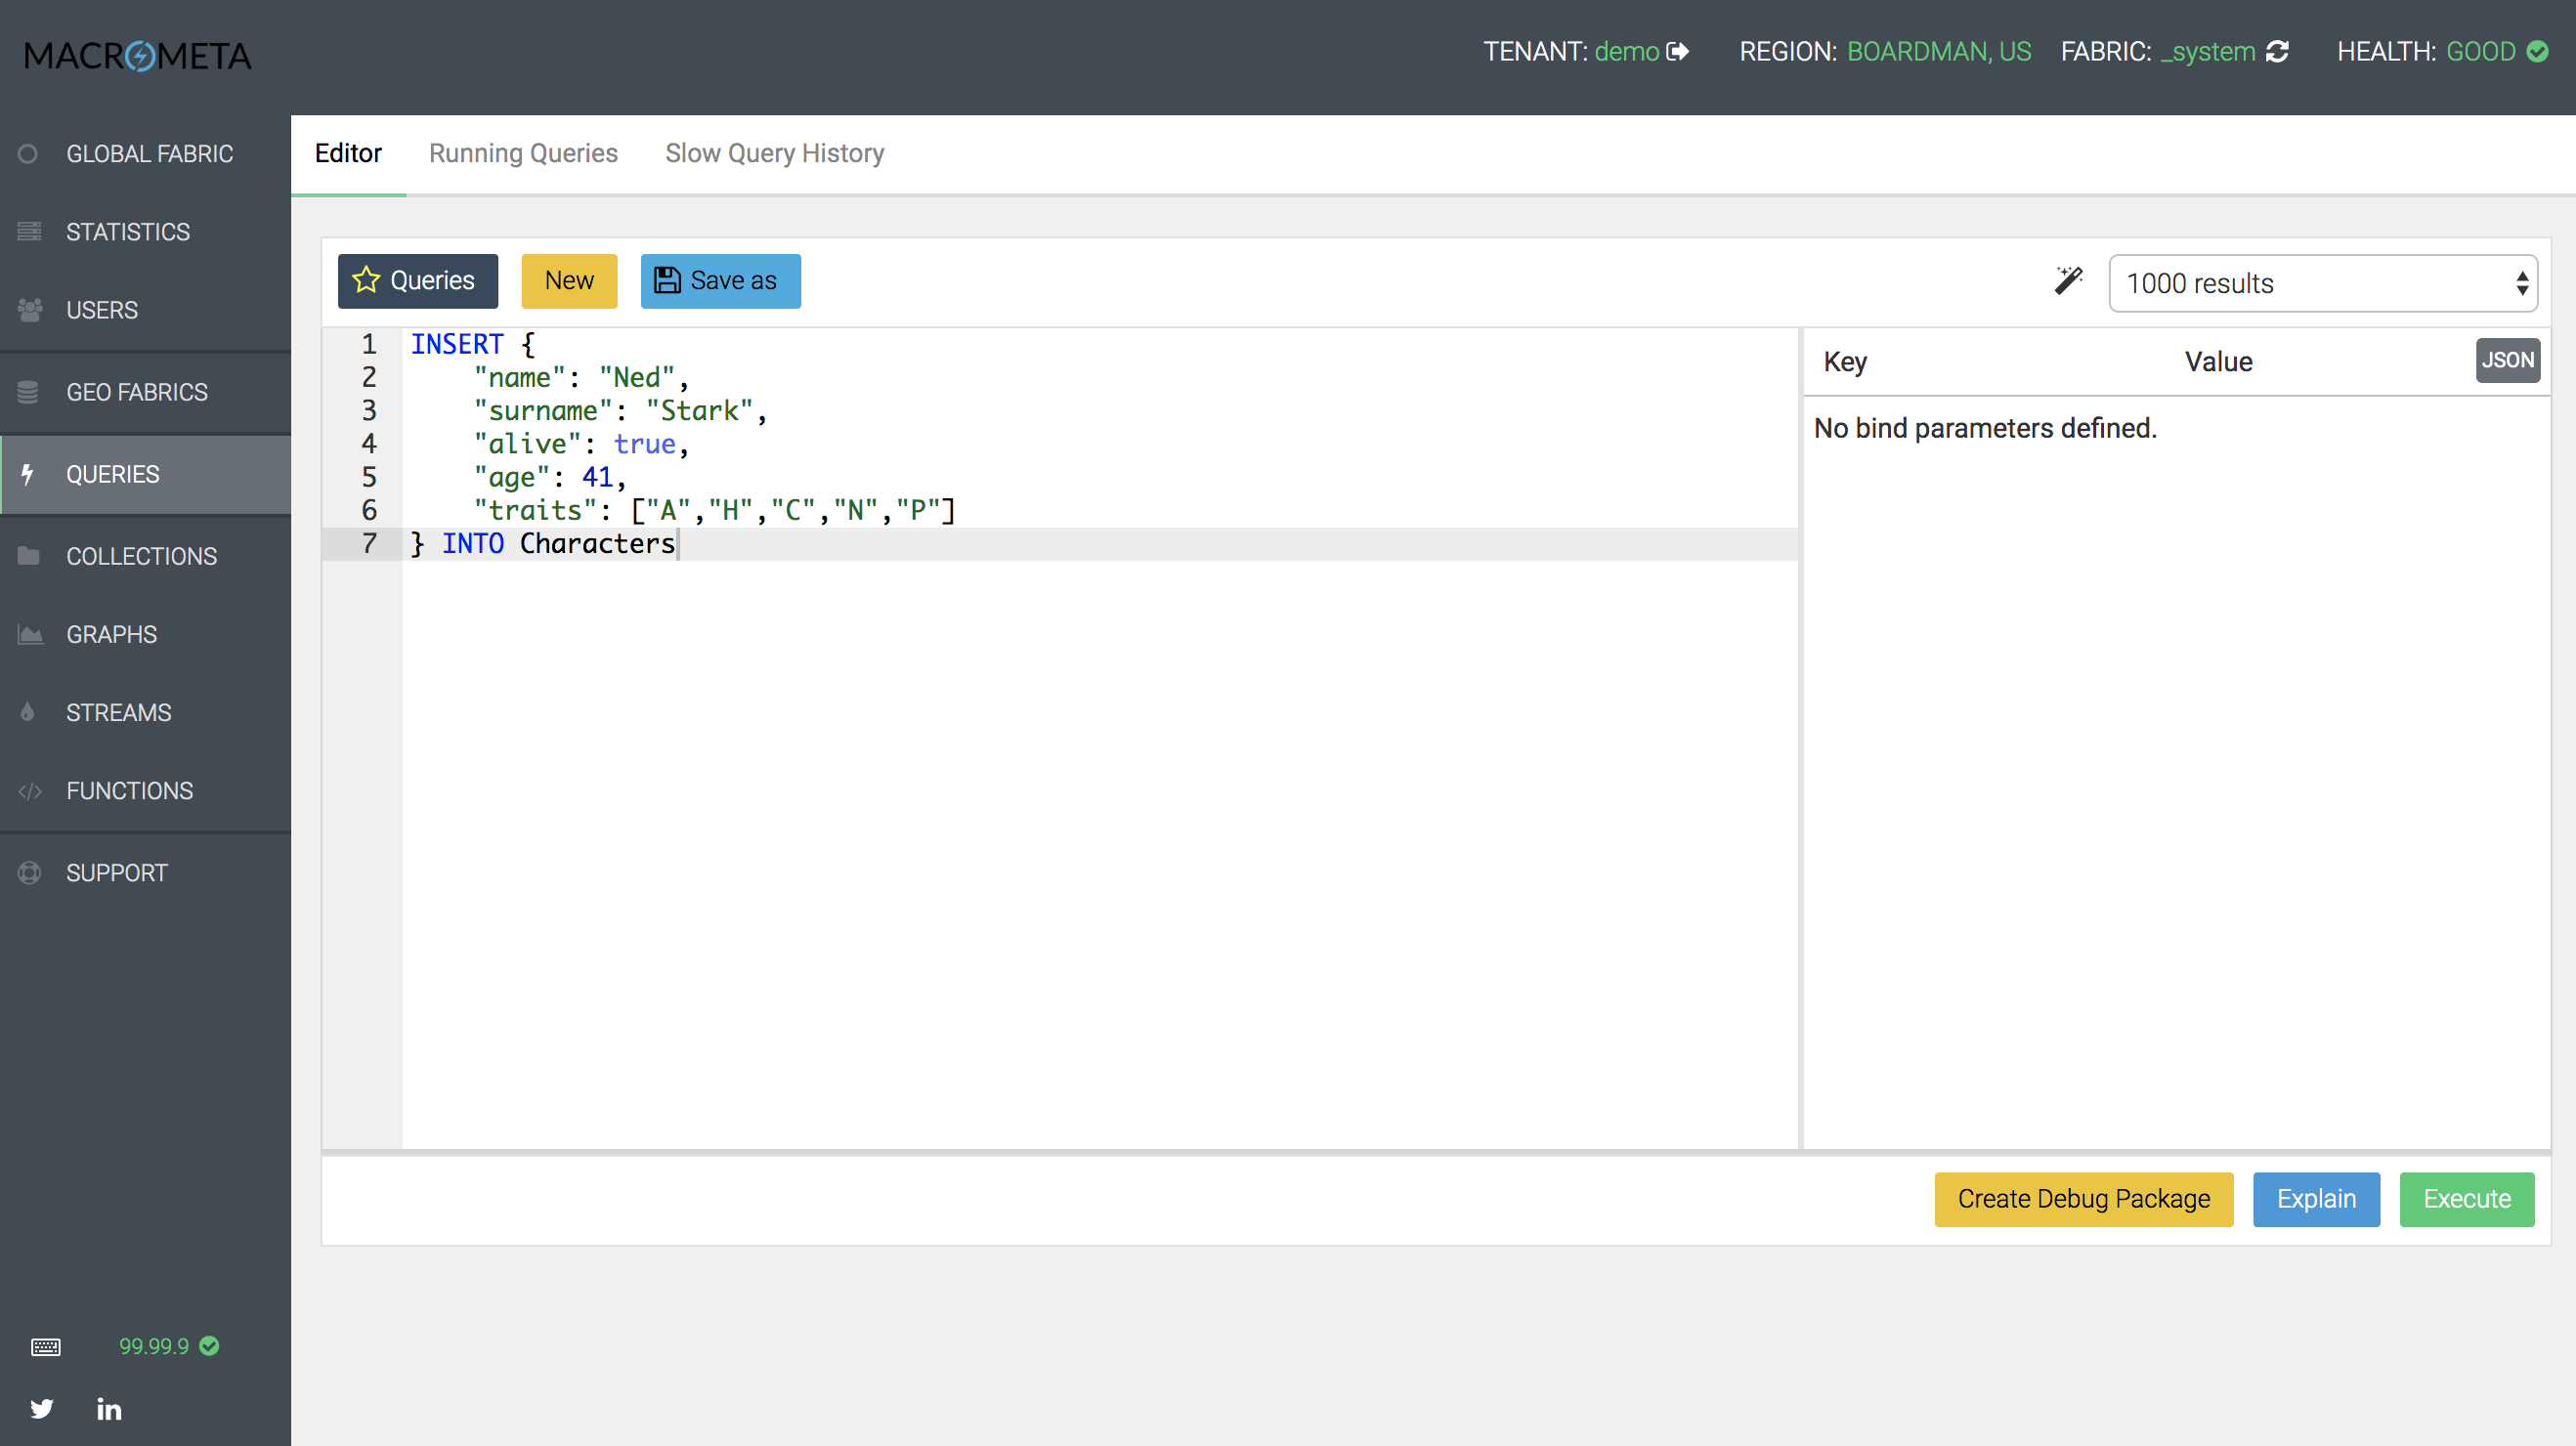 MACROMETA
TENANT: demo REGION: BOARDMAN, US FABRIC: _system HEALTH: GOOD
GLOBAL FABRIC
STATISTICS
USERS
GEO FABRICS
QUERIES
COLLECTIONS
GRAPHS
STREAMS
FUNCTIONS
SUPPORT
99.99.9
in
Editor Running Queries Slow Query History
Queries New Save as 1000 results
1 INSERT {
2 "name": "Ned",
3 "surname": "Stark",
4 "alive": true,
5 "age": 41,
6 "traits": ["A","H","C","N","P"]
7 } INTO Characters
Key Value JSON
No bind parameters defined.
Create Debug Package Explain Execute